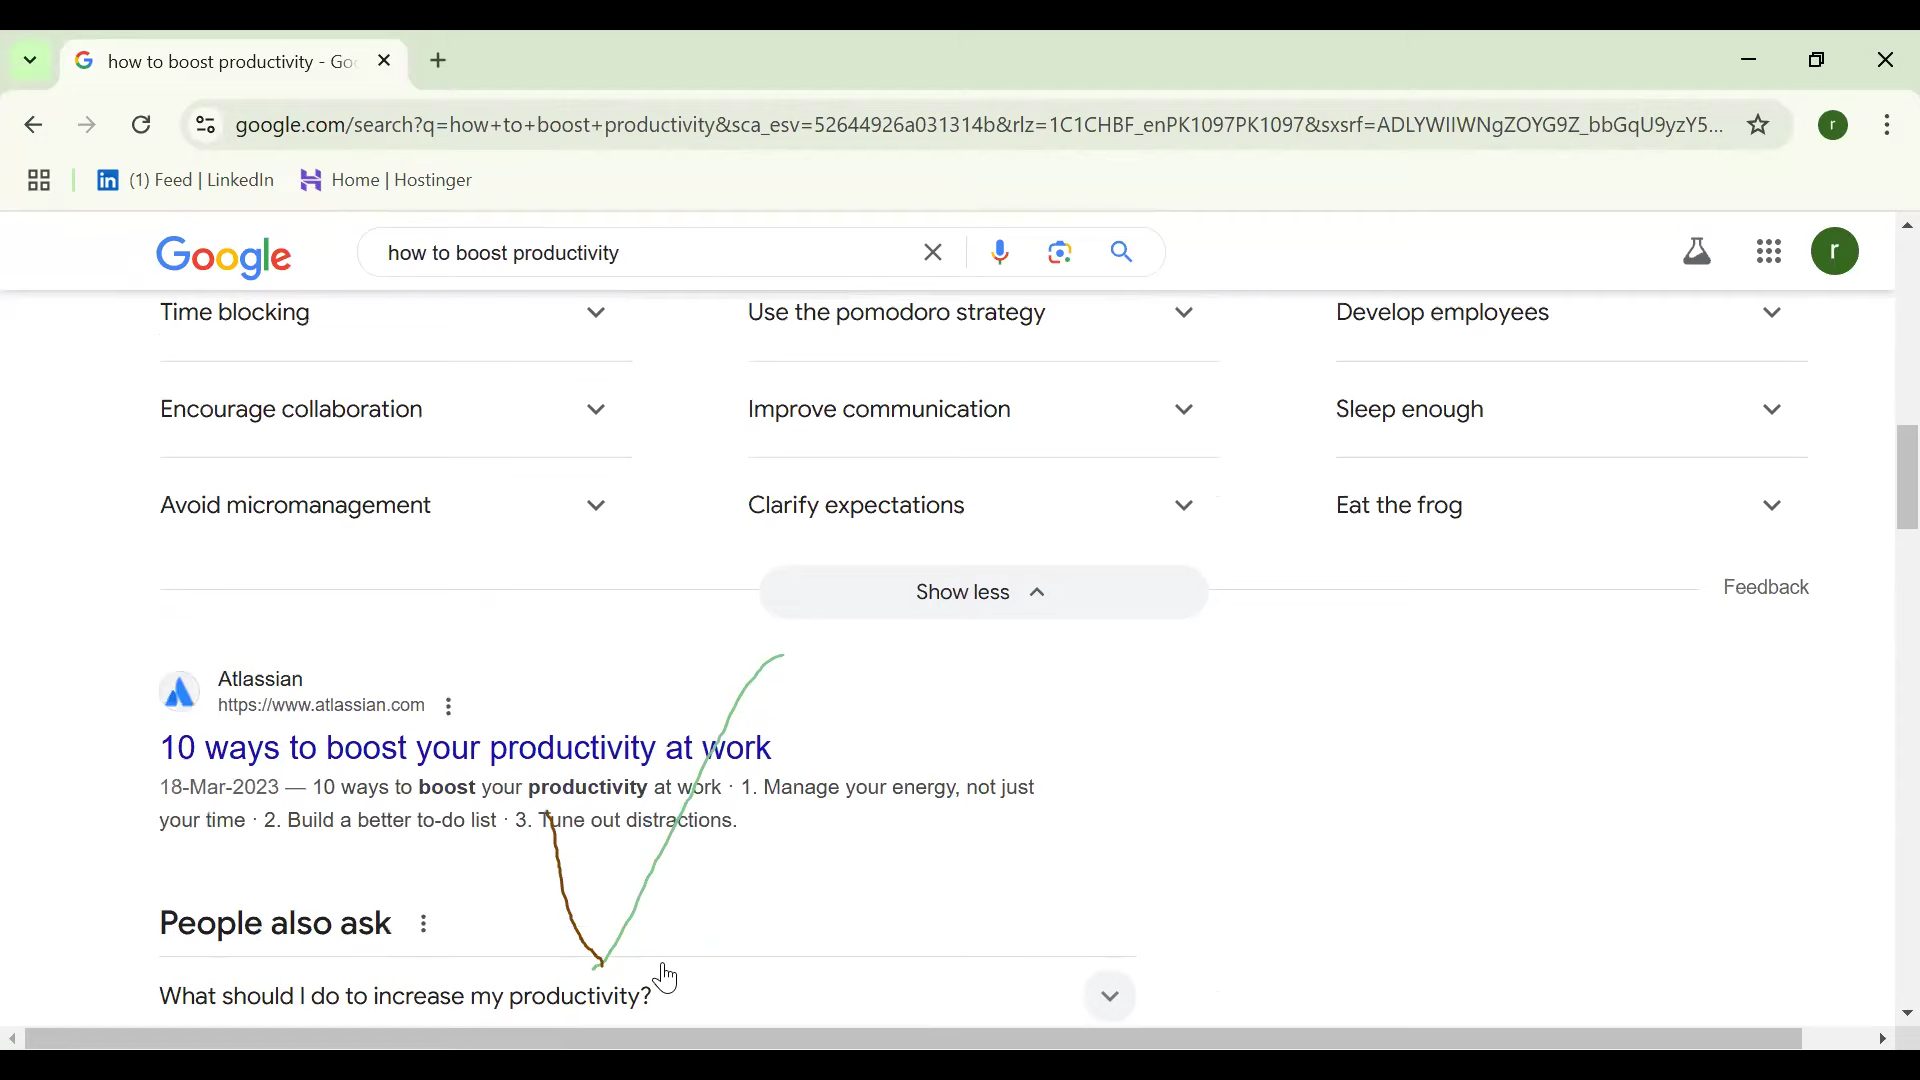 how to boost productivity - Goo
google.com/search?q=how+to+boost+productivity&sca_esv=52644926a031314b&rlz=1C1CHBF_enPK1097PK1097&sxsrf=ADLYWIIWNgZOYG9Z_bbGqU9yzY5...
r
(1) Feed | LinkedIn
Home | Hostinger
Google
how to boost productivity
r
Time blocking
Use the pomodoro strategy
Develop employees
Encourage collaboration
Improve communication
Sleep enough
Avoid micromanagement
Clarify expectations
Eat the frog
Show less
Feedback
Atlassian
https://www.atlassian.com
10 ways to boost your productivity at work
18-Mar-2023 — 10 ways to boost your productivity at work · 1. Manage your energy, not just
your time · 2. Build a better to-do list · 3. Tune out distractions.
People also ask
What should I do to increase my productivity?